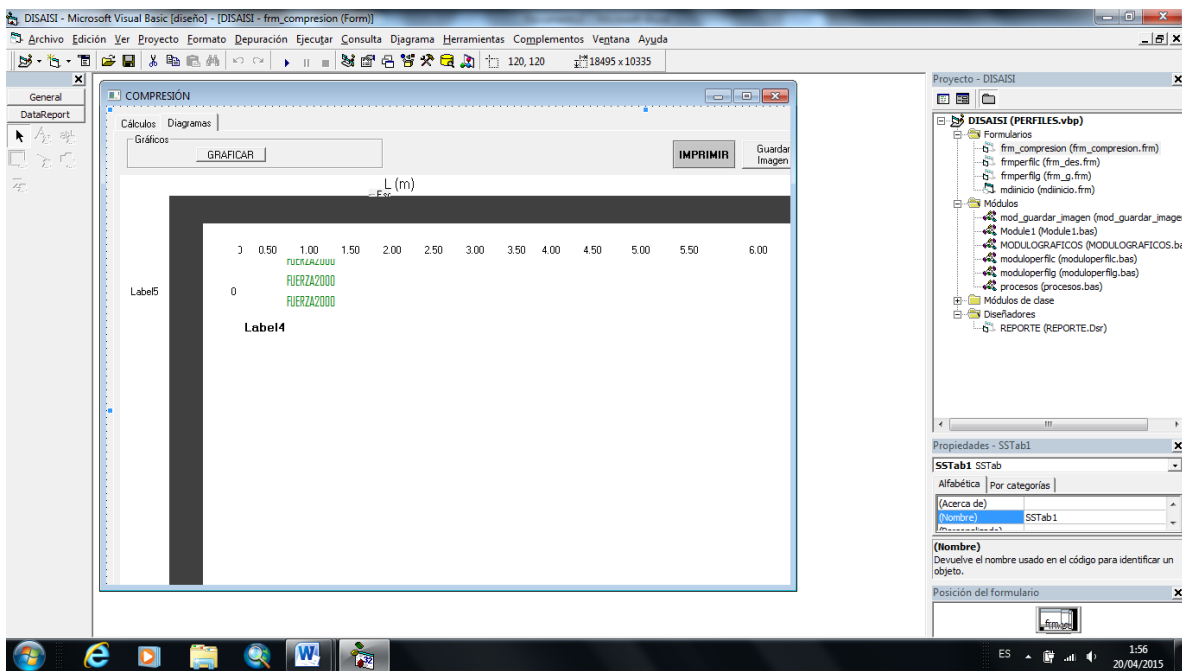 DISAISI - Microsoft Visual Basic [diseño] - [DISAISI - frm_compresion (Form)]
Archivo Edición Ver Proyecto Formato Depuración Ejecutar Consulta Diagrama Herramientas Complementos Ventana Ayuda
120, 120 18495 x 10335
General
DataReport
COMPRESIÓN
Cálculos Diagramas
Gráficos
GRAFICAR
IMPRIMIR
Guardar
Imagen
L (m)
0.50 1.00 1.50 2.00 2.50 3.00 3.50 4.00 4.50 5.00 5.50 6.00
FUERZA2000
FUERZA2000
Label5 0
FUERZA2000
Label4
Proyecto - DISAISI
DISAISI (PERFILES.vbp)
Formularios
frm_compresion (frm_compresion.frm)
frmperfilc (frm_des.frm)
frmperfilg (frm_g.frm)
mdiinicio (mdiinicio.frm)
Módulos
mod_guardar_imagen (mod_guardar_image
Module1 (Module1.bas)
MODULOGRAFICOS (MODULOGRAFICOS.ba
moduloperfilc (moduloperfilc.bas)
moduloperfilg (moduloperfilg.bas)
procesos (procesos.bas)
Módulos de clase
Diseñadores
REPORTE (REPORTE.Dsr)
Propiedades - SSTab1
SSTab1 SSTab
Alfabética Por categorías
(Acerca de)
(Nombre) SSTab1
(Nombre)
Devuelve el nombre usado en el código para identificar un
objeto.
Posición del formulario
ES 1:56
20/04/2015